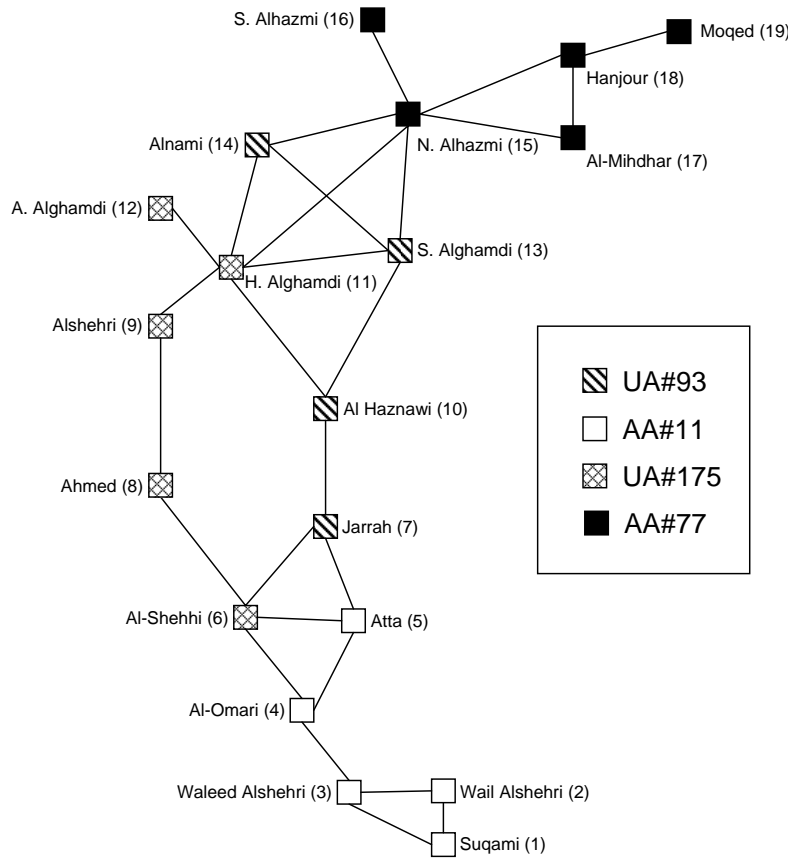 S. Alhazmi (16)
Moqed (19)
Hanjour (18)
Alnami (14)
N. Alhazmi (15)
Al-Mihdhar (17)
A. Alghamdi (12)
S. Alghamdi (13)
H. Alghamdi (11)
Alshehri (9)
Al Haznawi (10)
Ahmed (8)
Jarrah (7)
Al-Shehhi (6)
Atta (5)
Al-Omari (4)
Waleed Alshehri (3)
Wail Alshehri (2)
Suqami (1)
UA#93
AA#11
UA#175
AA#77